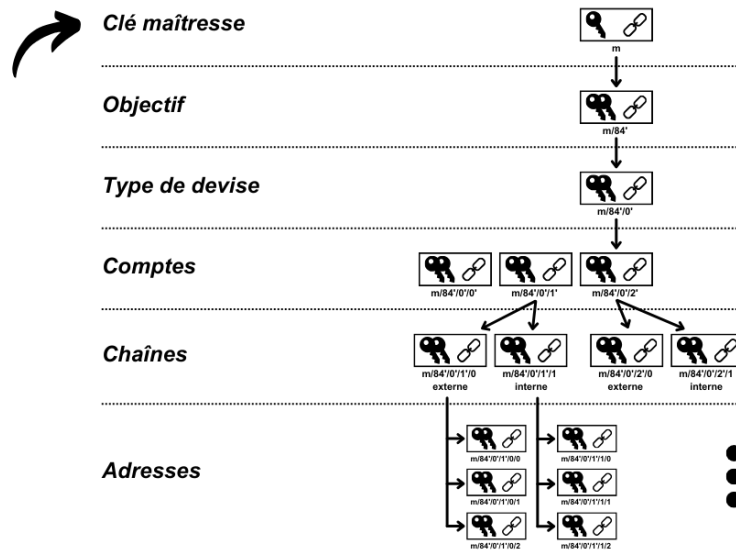 Clé maîtresse
m
Objectif
m/84'
Type de devise
m/84'/0'
Comptes
m/84'/0'/0' m/84'/0'/1' m/84'/0'/2'
Chaînes
m/84'/0'/1'/0 m/84'/0'/1'/1 m/84'/0'/2'/0 m/84'/0'/2'/1
externe interne externe interne
Adresses
m/84'/0'/1'/0/0 m/84'/0'/1'/1/0
m/84'/0'/1'/0/1 m/84'/0'/1'/1/1
m/84'/0'/1'/0/2 m/84'/0'/1'/1/2